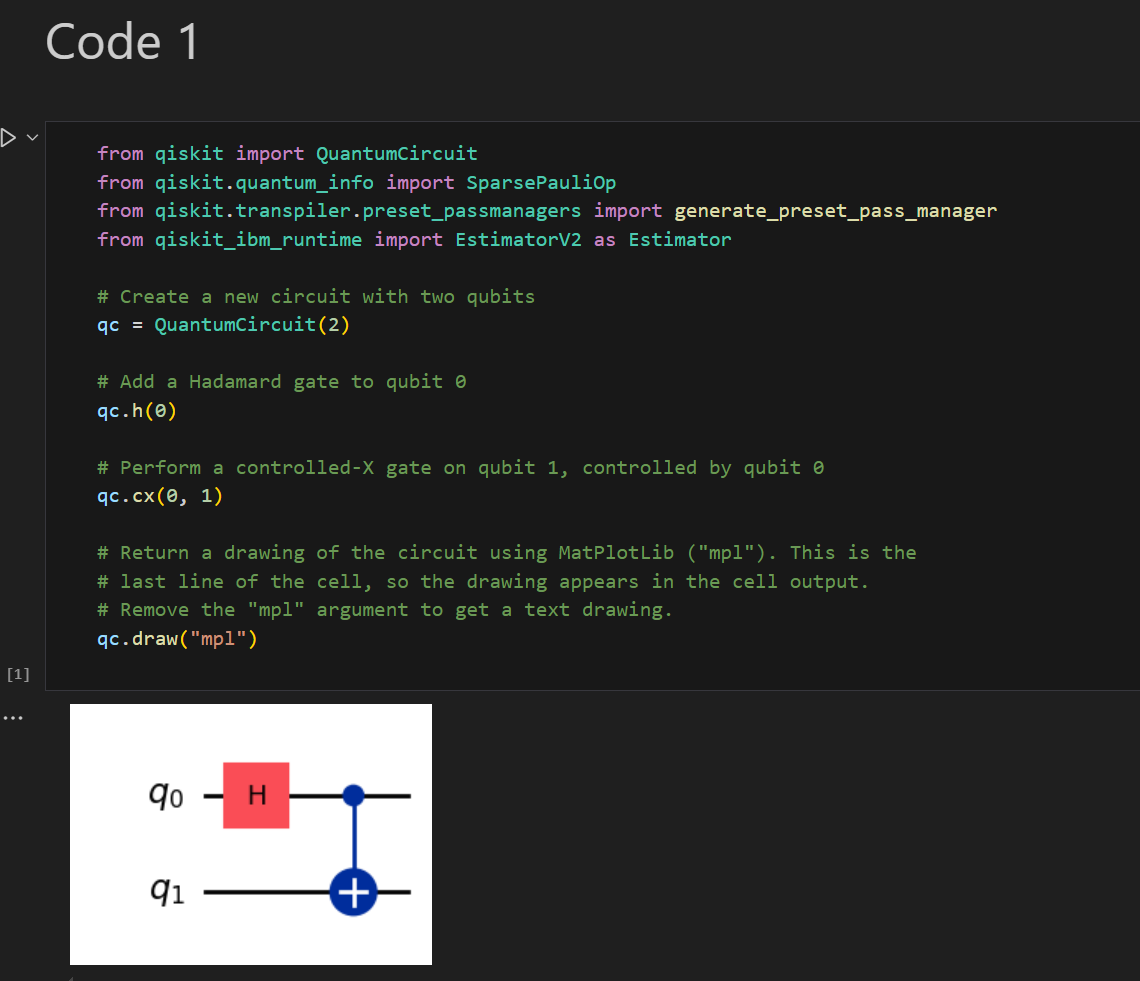 Code 1
from qiskit import QuantumCircuit
from qiskit.quantum_info import SparsePauliOp
from qiskit.transpiler.preset_passmanagers import generate_preset_pass_manager
from qiskit_ibm_runtime import EstimatorV2 as Estimator
# Create a new circuit with two qubits
qc = QuantumCircuit(2)
# Add a Hadamard gate to qubit 0
qc.h(0)
# Perform a controlled-X gate on qubit 1, controlled by qubit 0
qc.cx(0, 1)
# Return a drawing of the circuit using MatPlotLib ("mpl"). This is the
# last line of the cell, so the drawing appears in the cell output.
# Remove the "mpl" argument to get a text drawing.
qc.draw("mpl")
[1]
...
q0 H
q1